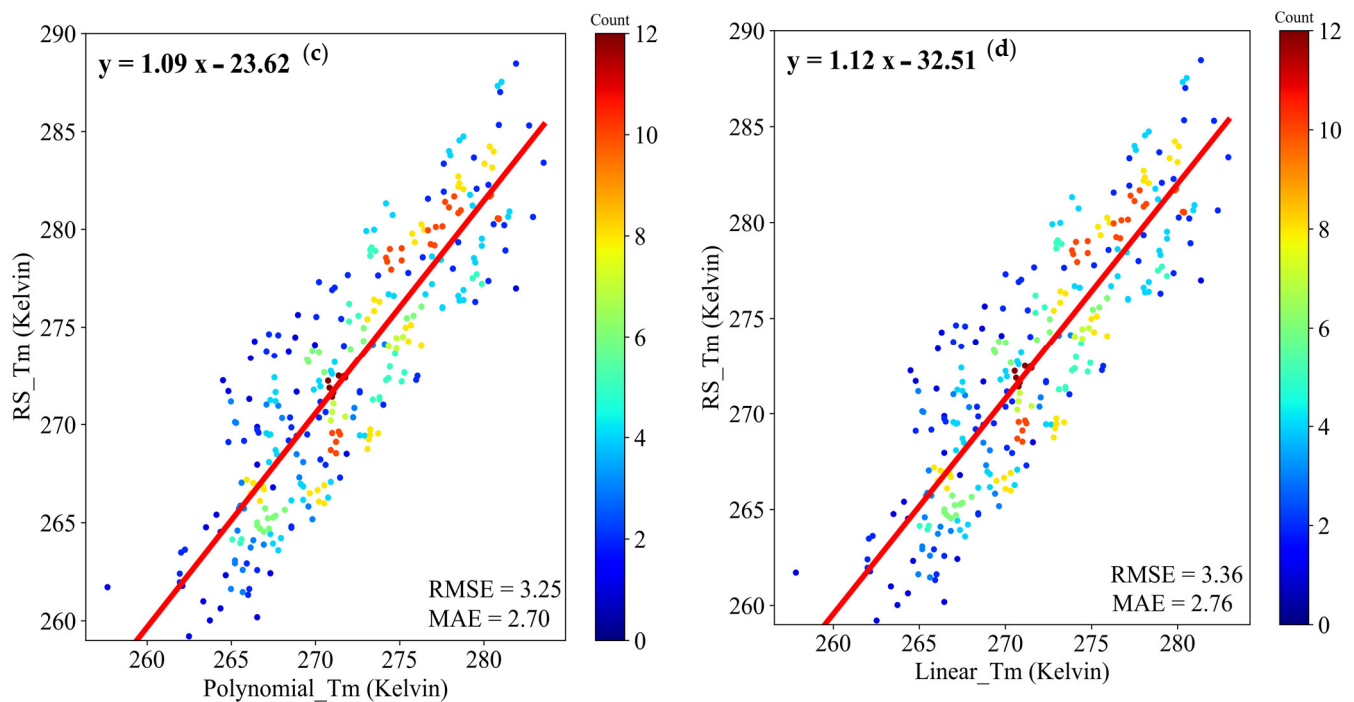 y = 1.09 x – 23.62
(c)
290
285
280
275
270
265
260
RS_Tm (Kelvin)
260
265
270
275
280
Polynomial_Tm (Kelvin)
RMSE = 3.25
MAE = 2.70
Count
12
10
8
6
4
2
0
y = 1.12 x – 32.51
(d)
290
285
280
275
270
265
260
RS_Tm (Kelvin)
260
265
270
275
280
Linear_Tm (Kelvin)
RMSE = 3.36
MAE = 2.76
Count
12
10
8
6
4
2
0